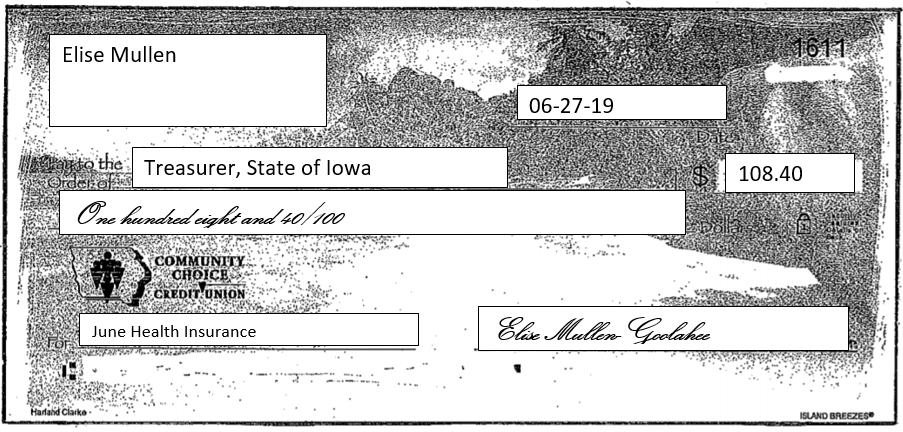 Elise Mullen
1611
06-27-19
Date
Pay to the
Order of
Treasurer, State of Iowa
$ 108.40
One hundred eight and 40/100
Dollars
COMMUNITY
CHOICE
CREDIT UNION
For
June Health Insurance
Elise Mullen- Goolahee
Harland Clarke
ISLAND BREEZES®